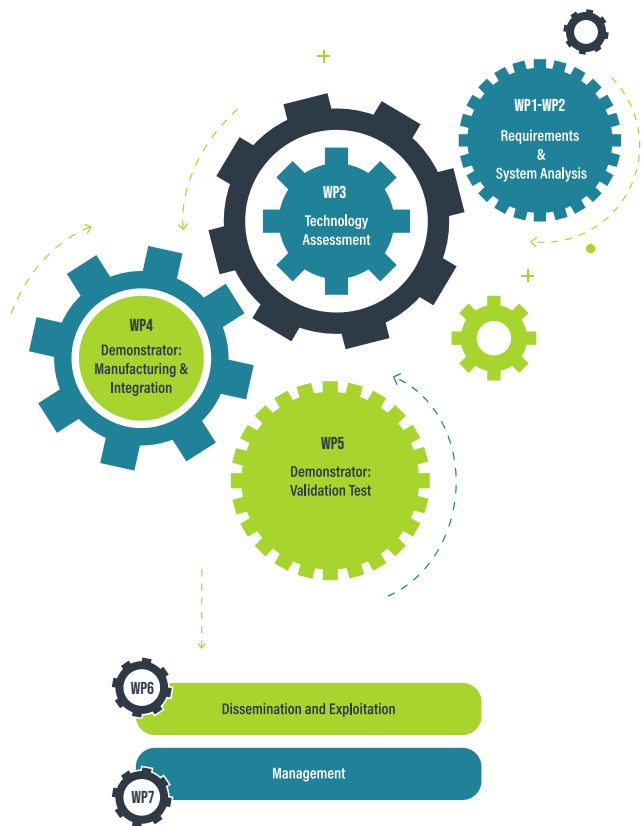 WP1-WP2
Requirements
&
System Analysis
WP3
Technology
Assessment
WP4
Demonstrator:
Manufacturing &
Integration
WP5
Demonstrator:
Validation Test
WP6
Dissemination and Exploitation
Management
WP7